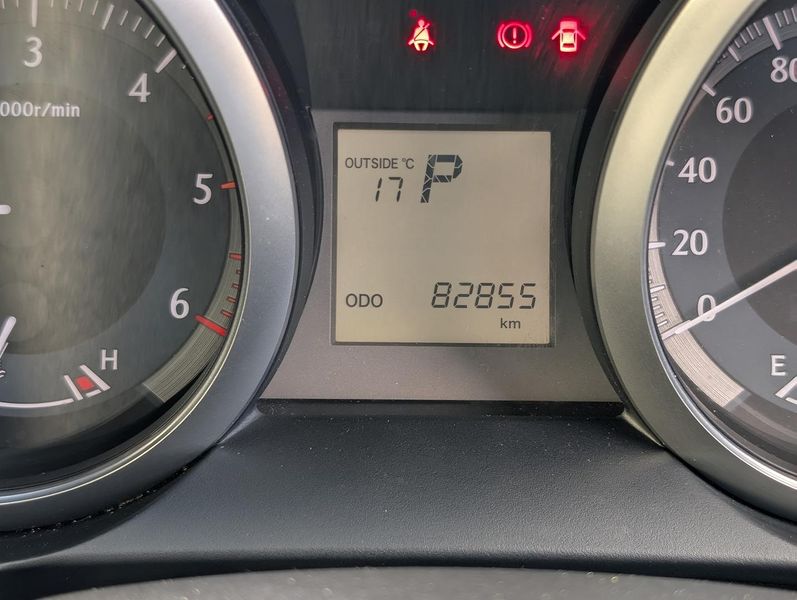 3
4
000r/min
5
6
H
OUTSIDE °C
17 P
ODO 82855
km
80
60
40
20
0
E